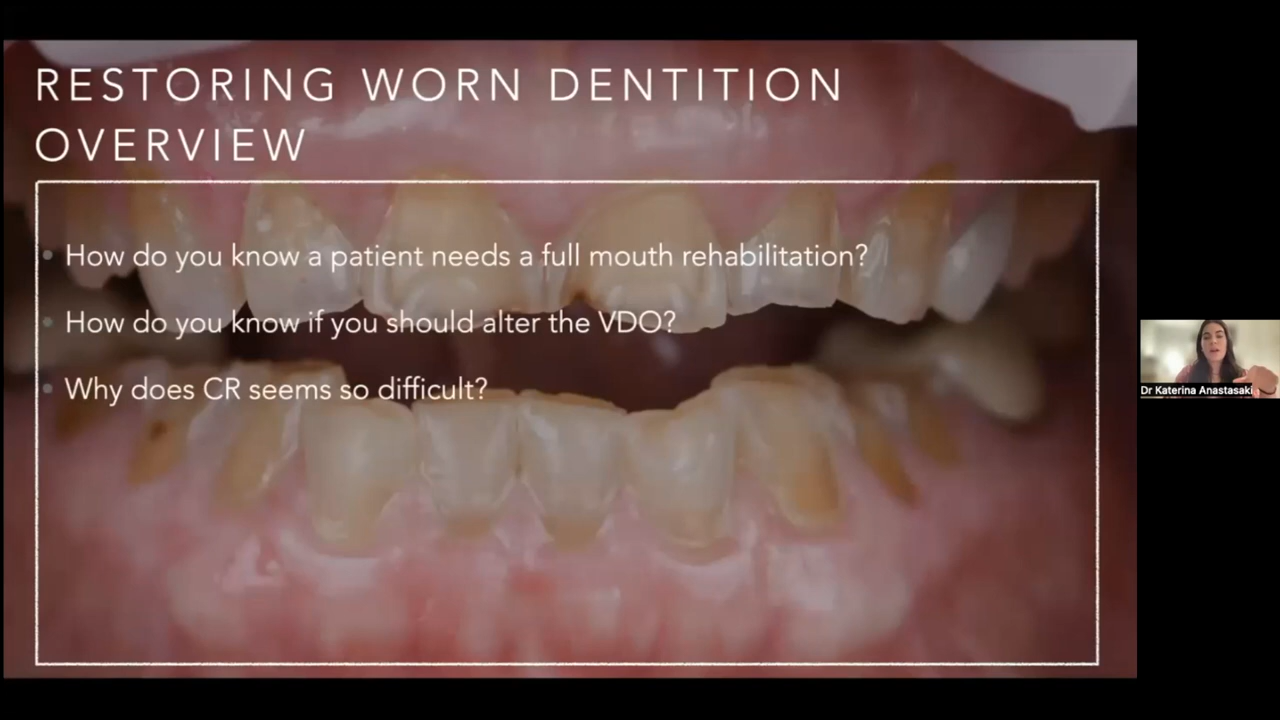 RESTORING WORN DENTITION
OVERVIEW
How do you know a patient needs a full mouth rehabilitation?
How do you know if you should alter the VDO?
Why does CR seems so difficult?
Dr Katerina Anastasaki